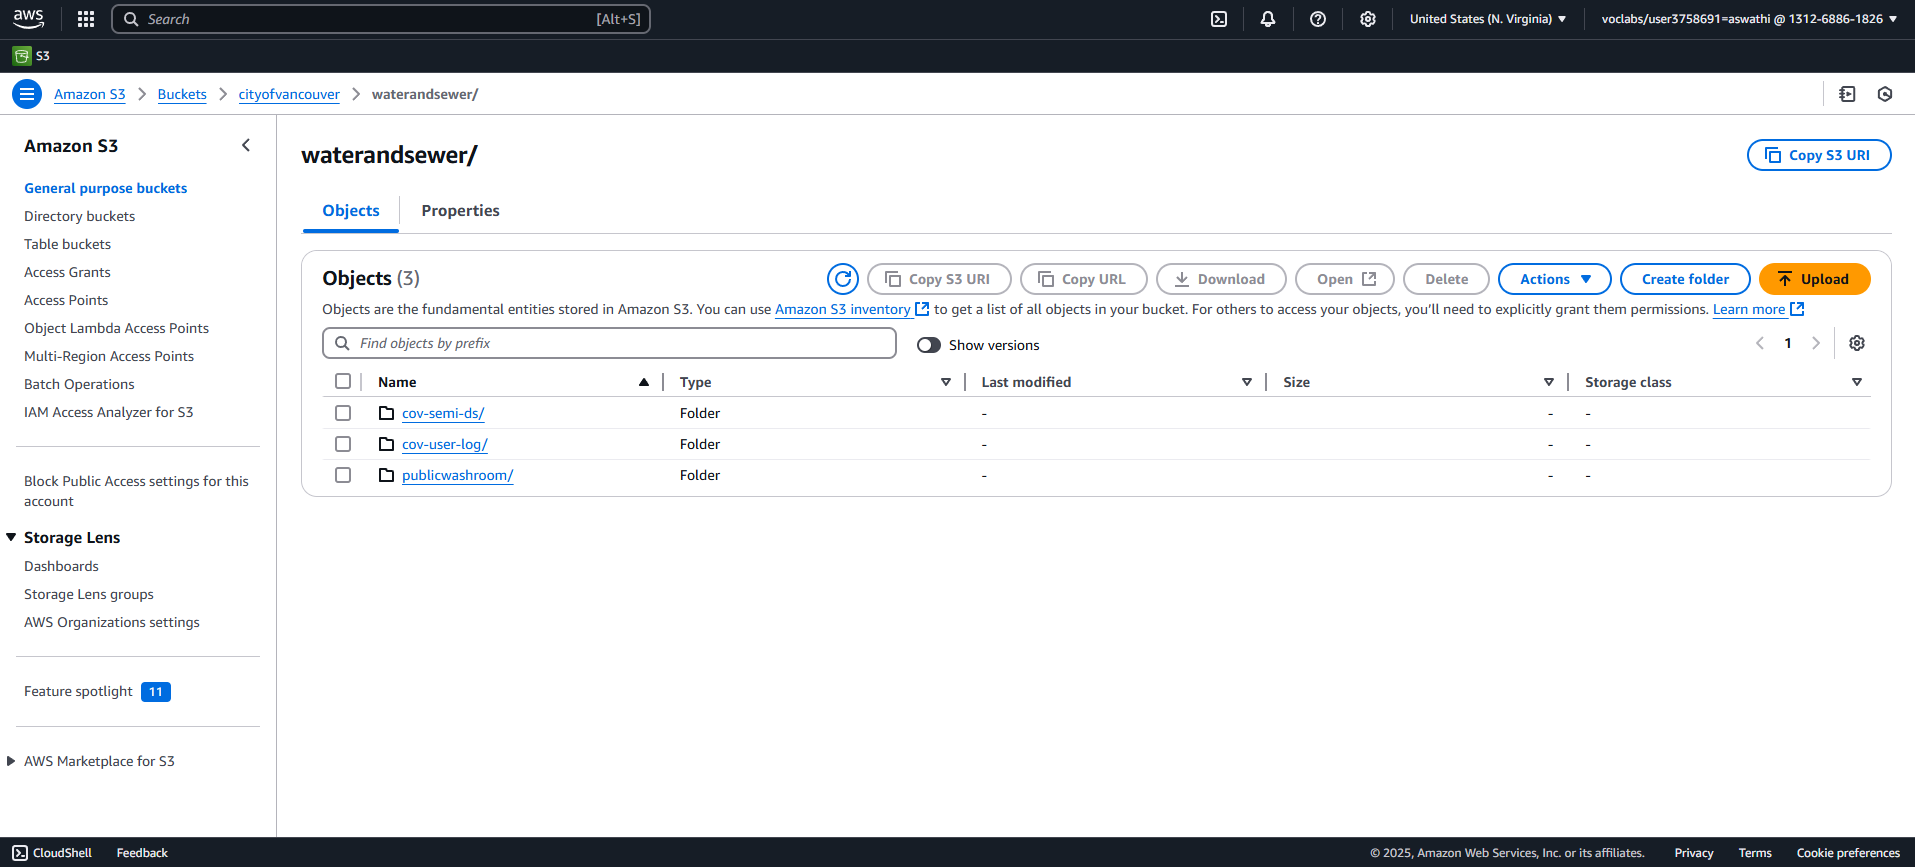 aws
Search [Alt+S]
United States (N. Virginia)
voclabs/user3758691=aswathi @ 1312-6886-1826
S3
Amazon S3
Buckets
cityofvancouver
waterandsewer/
Amazon S3
General purpose buckets
Directory buckets
Table buckets
Access Grants
Access Points
Object Lambda Access Points
Multi-Region Access Points
Batch Operations
IAM Access Analyzer for S3
Block Public Access settings for this
account
Storage Lens
Dashboards
Storage Lens groups
AWS Organizations settings
Feature spotlight 11
AWS Marketplace for S3
waterandsewer/
Copy S3 URI
Objects Properties
Objects (3)
Copy S3 URI Copy URL Download Open Delete Actions Create folder Upload
Objects are the fundamental entities stored in Amazon S3. You can use Amazon S3 inventory to get a list of all objects in your bucket. For others to access your objects, you’ll need to explicitly grant them permissions. Learn more
Find objects by prefix
Show versions
1
Name Type Last modified Size Storage class
cov-semi-ds/ Folder - - -
cov-user-log/ Folder - - -
publicwashroom/ Folder - - -
CloudShell Feedback
© 2025, Amazon Web Services, Inc. or its affiliates. Privacy Terms Cookie preferences